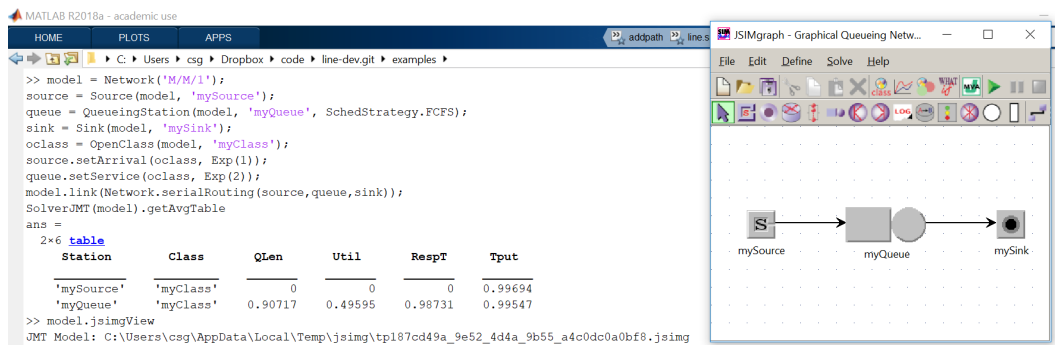 MATLAB R2018a - academic use
HOME PLOTS APPS
addpath line.s
C: Users csg Dropbox code line-dev.git examples
>> model = Network('M/M/1');
source = Source(model, 'mySource');
queue = QueueingStation(model, 'myQueue', SchedStrategy.FCFS);
sink = Sink(model, 'mySink');
oclass = OpenClass(model, 'myClass');
source.setArrival(oclass, Exp(1));
queue.setService(oclass, Exp(2));
model.link(Network.serialRouting(source,queue,sink));
SolverJMT(model).getAvgTable
ans =
2×6 table
Station Class QLen Util RespT Tput
'mySource' 'myClass' 0 0 0 0.99694
'myQueue' 'myClass' 0.90717 0.49595 0.98731 0.99547
>> model.jsimgView
JMT Model: C:\Users\csg\AppData\Local\Temp\jsimg\tp187cd49a_9e52_4d4a_9b55_a4c0dc0a0bf8.jsimg
JSIMgraph - Graphical Queueing Netw...
File Edit Define Solve Help
class WHAT IF MVA
S LOG
S
mySource myQueue mySink